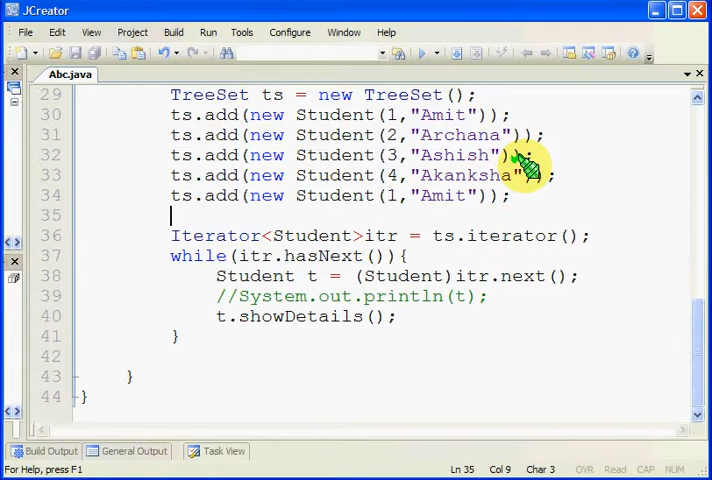 JCreator
File Edit View Project Build Run Tools Configure Window Help
Abc.java
29 TreeSet ts = new TreeSet();
30 ts.add(new Student(1,"Amit"));
31 ts.add(new Student(2,"Archana"));
32 ts.add(new Student(3,"Ashish"));
33 ts.add(new Student(4,"Akanksha"));
34 ts.add(new Student(1,"Amit"));
35
36 Iterator<Student>itr = ts.iterator();
37 while(itr.hasNext()){
38 Student t = (Student)itr.next();
39 //System.out.println(t);
40 t.showDetails();
41 }
42
43 }
44 }
Build Output General Output Task View
For Help, press F1 Ln 35 Col 9 Char 3 OVR Read CAP NUM